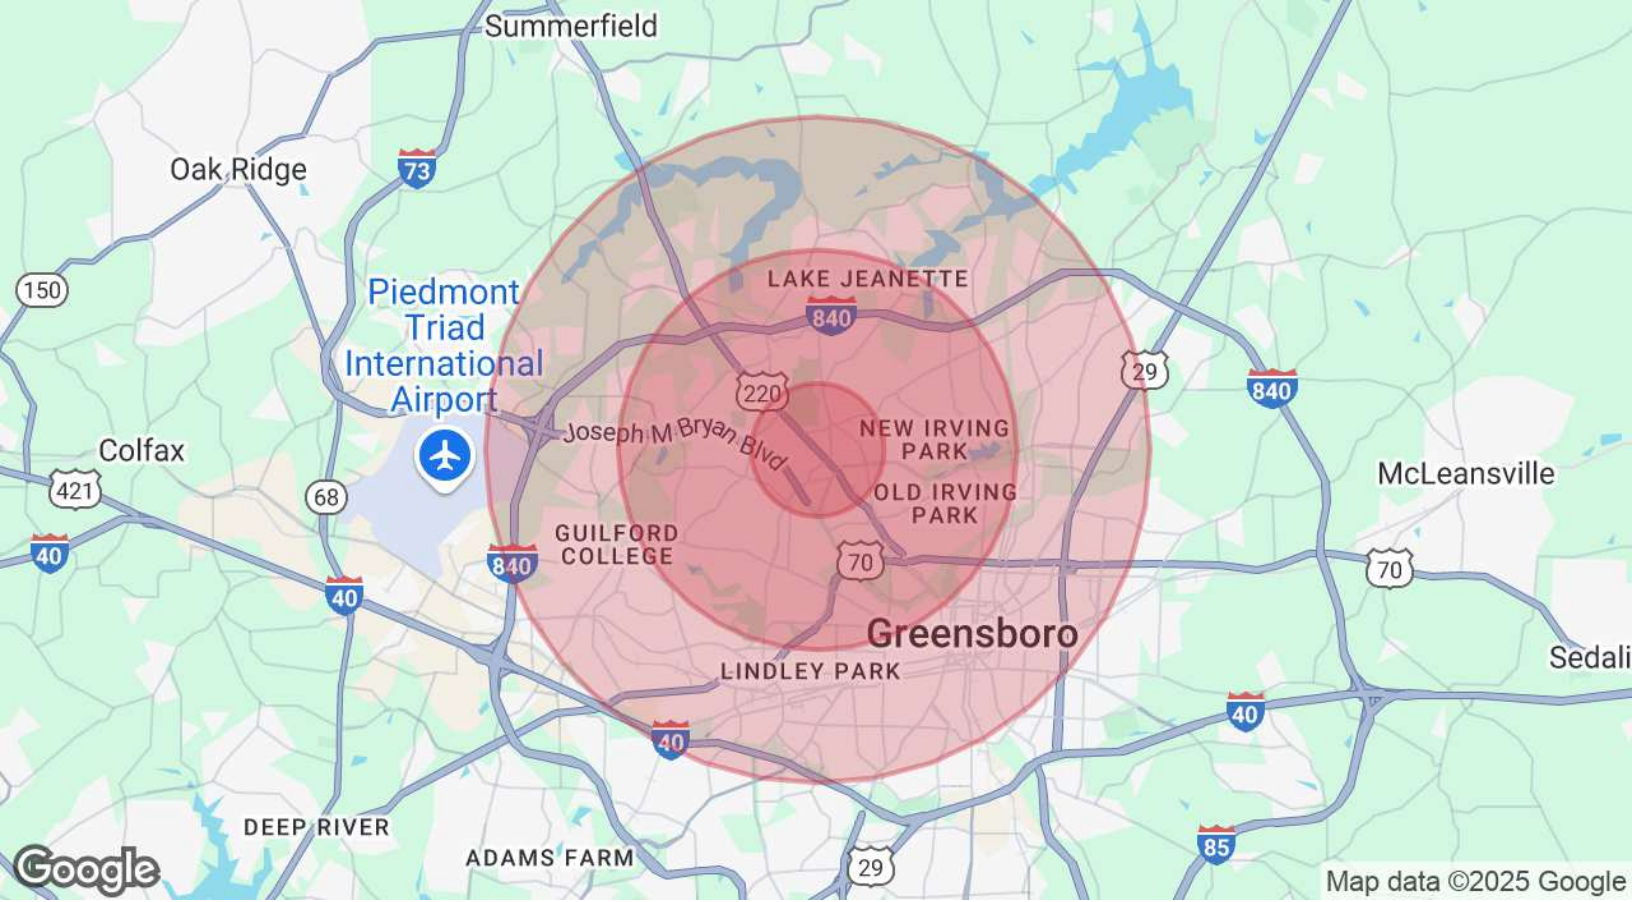 Summerfield
Oak Ridge
73
150
Piedmont
Triad
International
Airport
LAKE JEANETTE
840
29
840
220
Joseph M Bryan Blvd
NEW IRVING
PARK
Colfax
421
68
McLeansville
OLD IRVING
PARK
GUILFORD
COLLEGE
40
840
70
70
40
Greensboro
Sedali
LINDLEY PARK
40
40
DEEP RIVER
ADAMS FARM
29
85
Google
Map data ©2025 Google